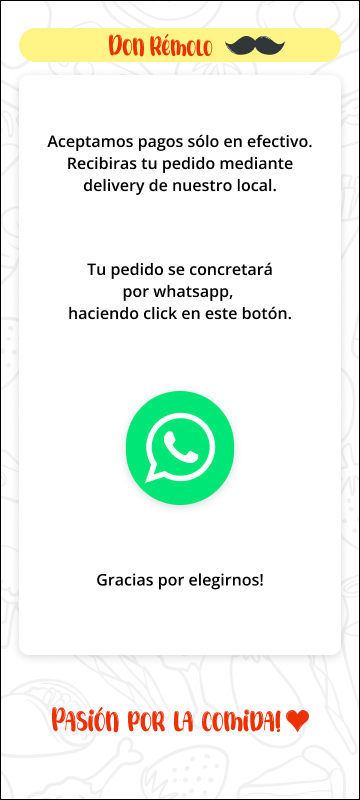 Don Rémolo
Aceptamos pagos sólo en efectivo.
Recibiras tu pedido mediante
delivery de nuestro local.
Tu pedido se concretará
por whatsapp,
haciendo click en este botón.
Gracias por elegirnos!
Pasión por la comida!